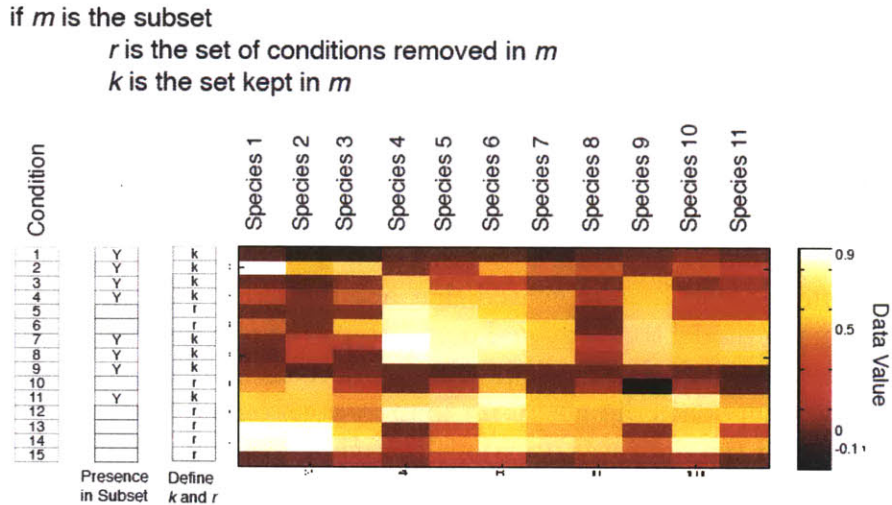 if m is the subset
r is the set of conditions removed in m
k is the set kept in m
Condition
Species 1
Species 2
Species 3
Species 4
Species 5
Species 6
Species 7
Species 8
Species 9
Species 10
Species 11
1 Y k
2 Y k
3 Y k
4 Y k
5 r
6 r
7 Y k
8 Y k
9 Y k
10 r
11 Y k
12 r
13 r
14 r
15 r
Presence in Subset
Define k and r
0.9
0.5
0
-0.1
Data Value